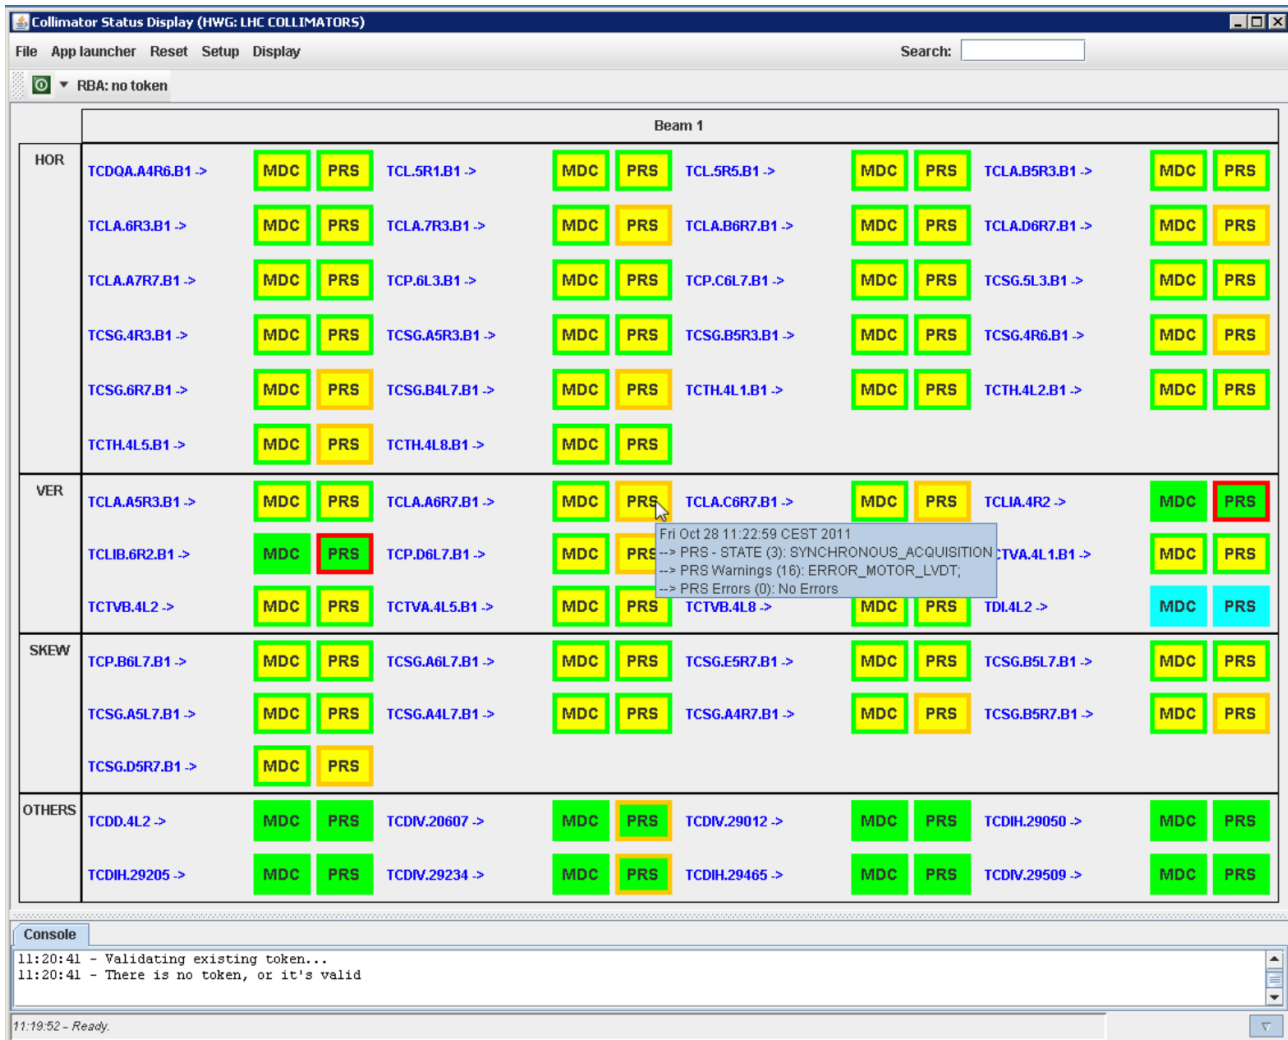 Collimator Status Display (HWG: LHC COLLIMATORS)
File App launcher Reset Setup Display Search:
RBA: no token
Beam 1
HOR
TCDQA.A4R6.B1 -> MDC PRS TCL.5R1.B1 -> MDC PRS TCL.5R5.B1 -> MDC PRS TCLA.B5R3.B1 -> MDC PRS
TCLA.6R3.B1 -> MDC PRS TCLA.7R3.B1 -> MDC PRS TCLA.B6R7.B1 -> MDC PRS TCLA.D6R7.B1 -> MDC PRS
TCLA.A7R7.B1 -> MDC PRS TCP.6L3.B1 -> MDC PRS TCP.C6L7.B1 -> MDC PRS TCSG.5L3.B1 -> MDC PRS
TCSG.4R3.B1 -> MDC PRS TCSG.A5R3.B1 -> MDC PRS TCSG.B5R3.B1 -> MDC PRS TCSG.4R6.B1 -> MDC PRS
TCSG.6R7.B1 -> MDC PRS TCSG.B4L7.B1 -> MDC PRS TCTH.4L1.B1 -> MDC PRS TCTH.4L2.B1 -> MDC PRS
TCTH.4L5.B1 -> MDC PRS TCTH.4L8.B1 -> MDC PRS
VER
TCLA.A5R3.B1 -> MDC PRS TCLA.A6R7.B1 -> MDC PRS TCLA.C6R7.B1 -> MDC PRS TCLIA.4R2 -> MDC PRS
Fri Oct 28 11:22:59 CEST 2011
--> PRS - STATE (3): SYNCHRONOUS_ACQUISITION
--> PRS Warnings (16): ERROR_MOTOR_LVDT;
--> PRS Errors (0): No Errors
TCLIB.6R2.B1 -> MDC PRS TCP.D6L7.B1 -> MDC CTVA.4L1.B1 -> MDC PRS
TCTVB.4L2 -> MDC PRS TCTVA.4L5.B1 -> MDC PRS TCTVB.4L8 -> MDC PRS TDI.4L2 -> MDC PRS
SKEW
TCP.B6L7.B1 -> MDC PRS TCSG.A6L7.B1 -> MDC PRS TCSG.E5R7.B1 -> MDC PRS TCSG.B5L7.B1 -> MDC PRS
TCSG.A5L7.B1 -> MDC PRS TCSG.A4L7.B1 -> MDC PRS TCSG.A4R7.B1 -> MDC PRS TCSG.B5R7.B1 -> MDC PRS
TCSG.D5R7.B1 -> MDC PRS
OTHERS
TCDD.4L2 -> MDC PRS TCDIV.20607 -> MDC PRS TCDIV.29012 -> MDC PRS TCDIH.29050 -> MDC PRS
TCDIH.29205 -> MDC PRS TCDIV.29234 -> MDC PRS TCDIH.29465 -> MDC PRS TCDIV.29509 -> MDC PRS
Console
11:20:41 - Validating existing token...
11:20:41 - There is no token, or it's valid
11:19:52 - Ready.